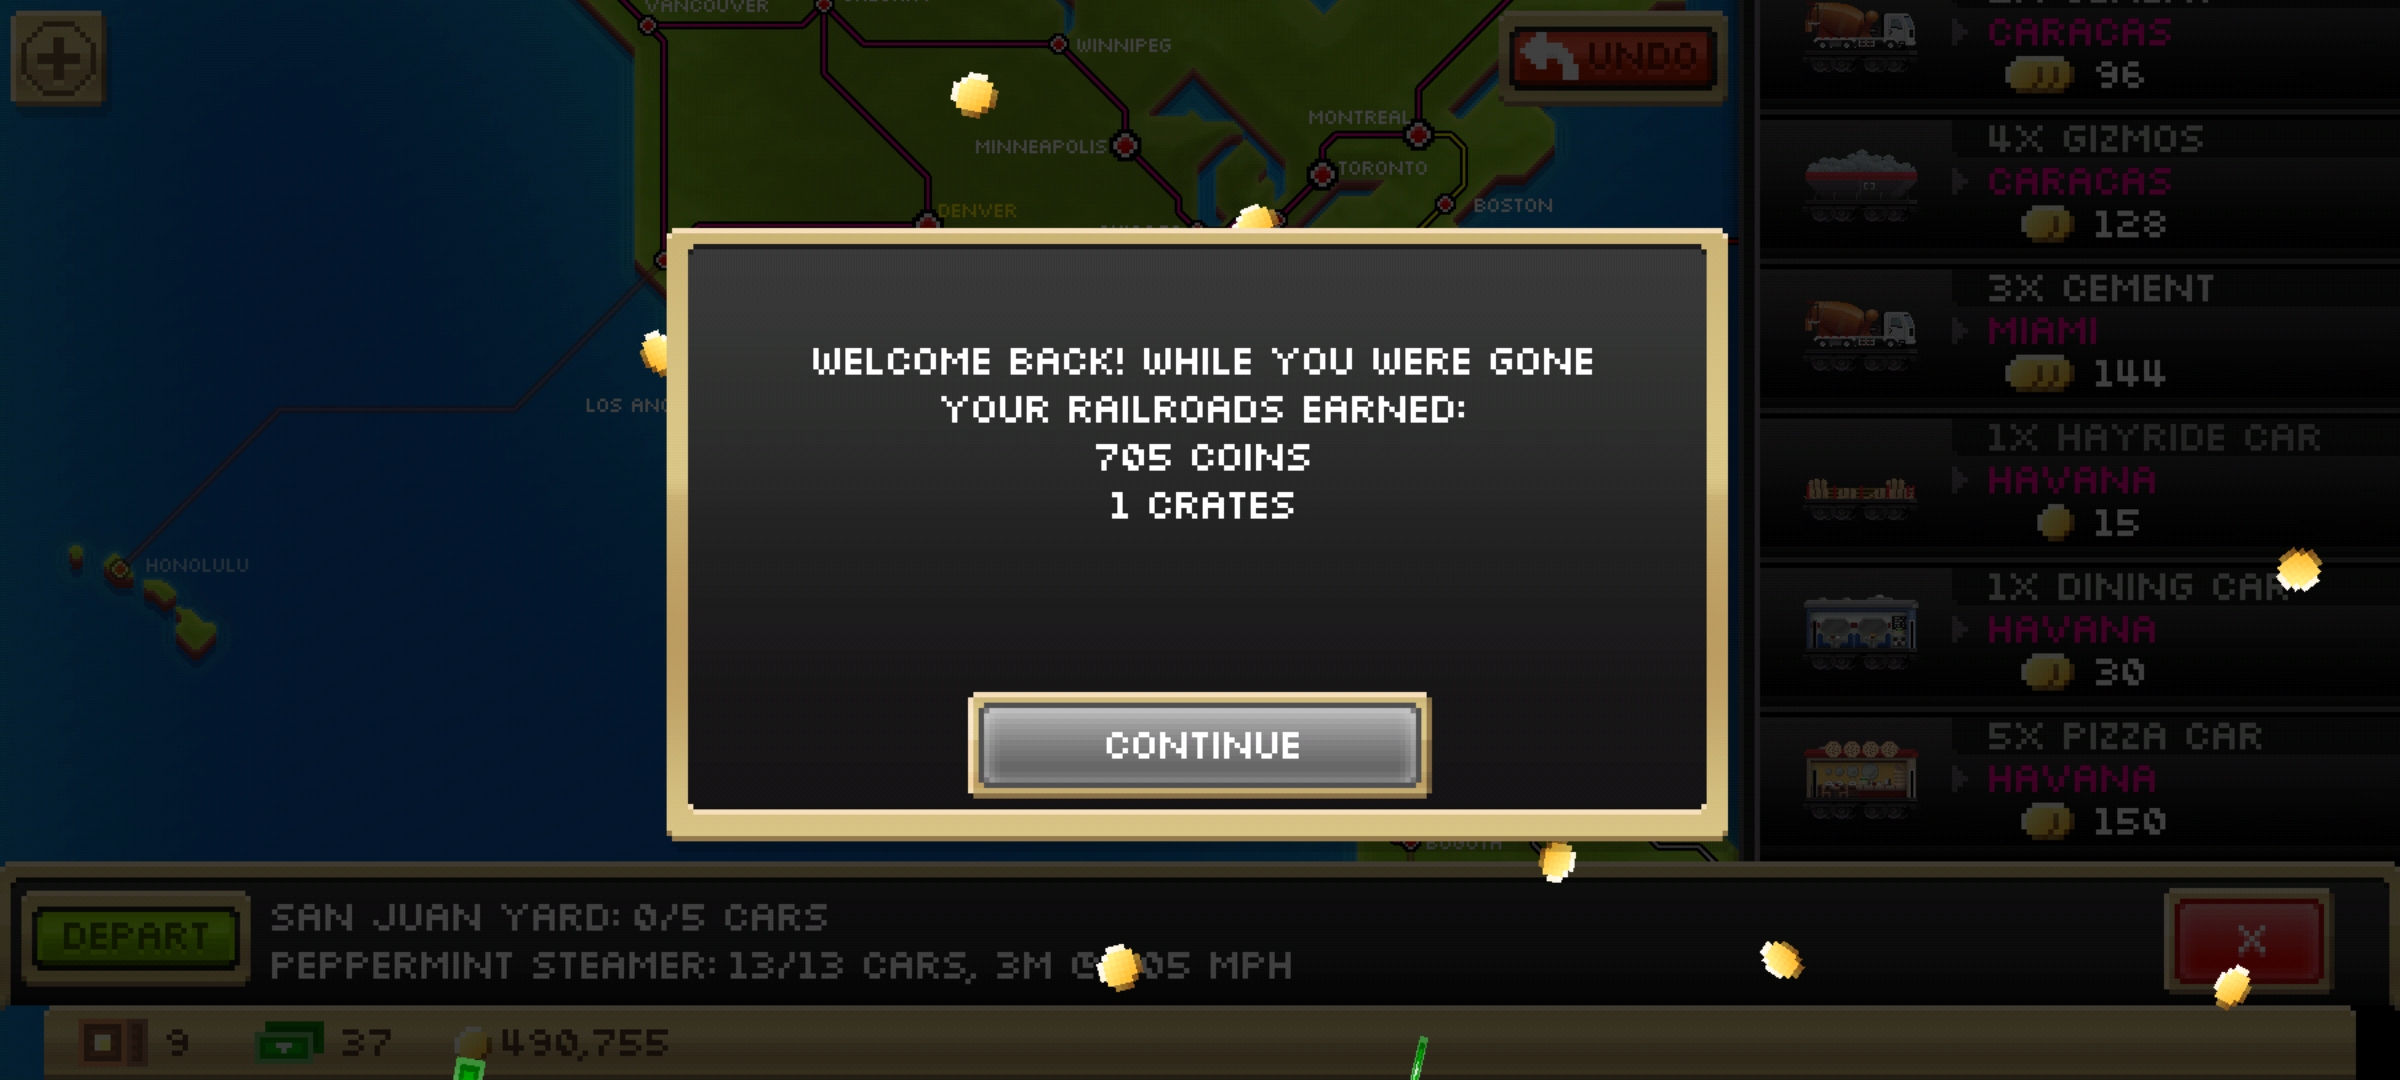 VANCOUVER
WINNIPEG
UNDO
MONTREAL
MINNEAPOLIS
TORONTO
DENVER
BOSTON
CARACAS
96
4X GIZMOS
CARACAS
128
3X CEMENT
MIAMI
144
1X HAYRIDE CAR
HAVANA
15
1X DINING CAR
HAVANA
30
5X PIZZA CAR
HAVANA
150
LOS ANG
HONOLULU
WELCOME BACK! WHILE YOU WERE GONE
YOUR RAILROADS EARNED:
705 COINS
1 CRATES
CONTINUE
BOGOTA
DEPART
SAN JUAN YARD: 0/5 CARS
PEPPERMINT STEAMER: 13/13 CARS, 3M @ 05 MPH
X
9
37
490,755